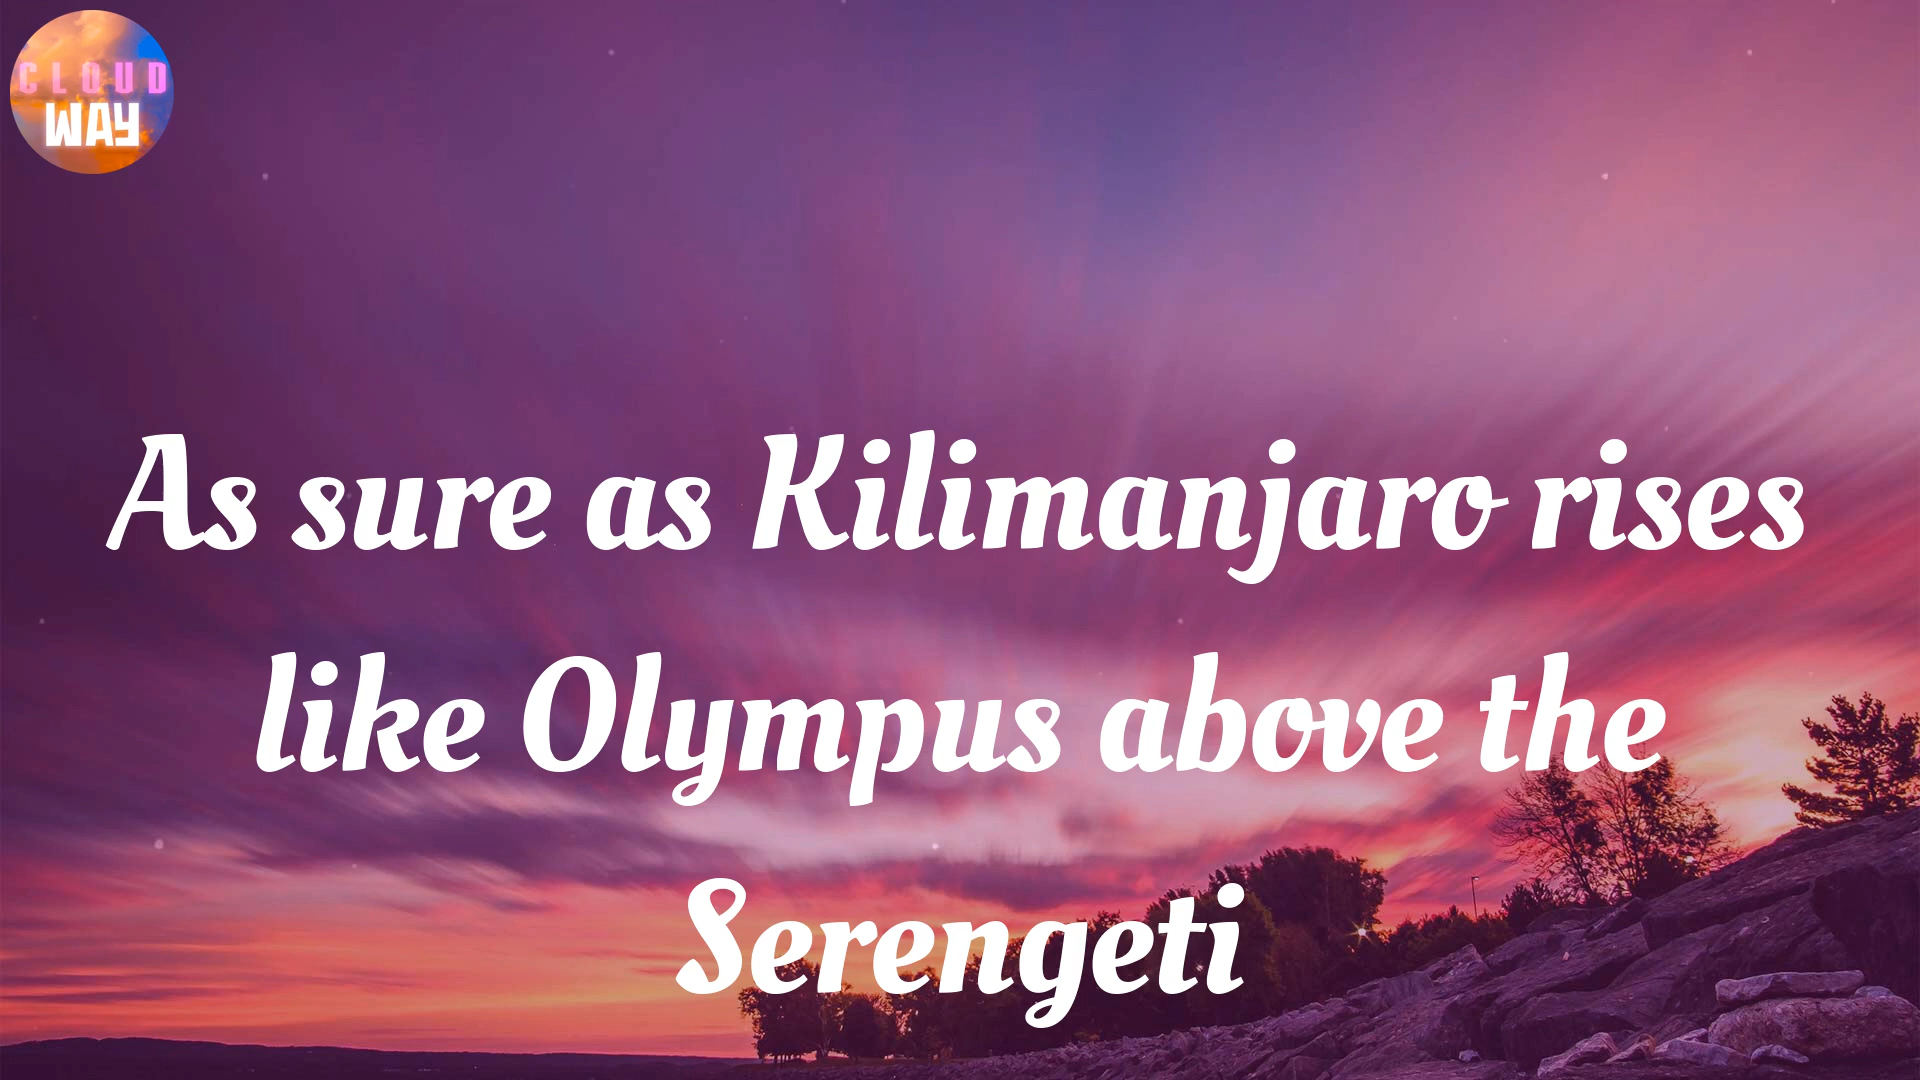 CLOUD
WAY
As sure as Kilimanjaro rises
like Olympus above the
Serengeti